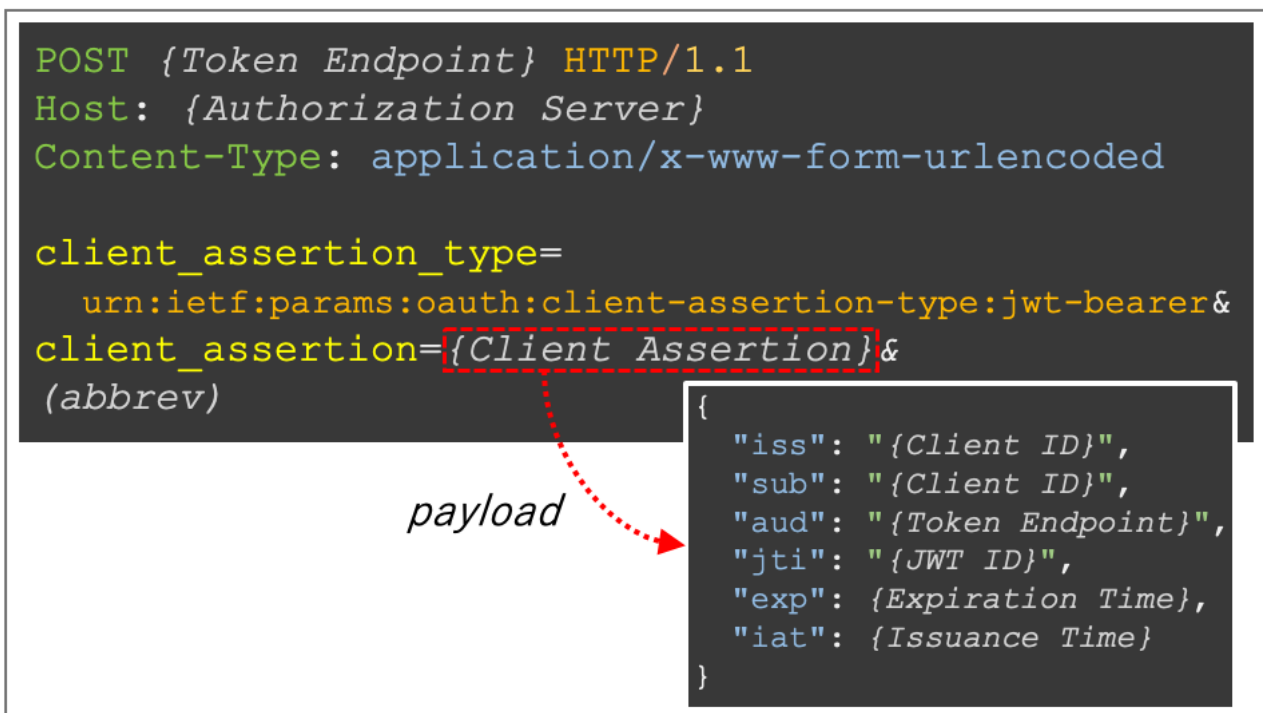 POST {Token Endpoint} HTTP/1.1
Host: {Authorization Server}
Content-Type: application/x-www-form-urlencoded
client_assertion_type=
urn:ietf:params:oauth:client-assertion-type:jwt-bearer&
client_assertion={Client Assertion}&
(abbrev)
payload
{
"iss": "{Client ID}",
"sub": "{Client ID}",
"aud": "{Token Endpoint}",
"jti": "{JWT ID}",
"exp": {Expiration Time},
"iat": {Issuance Time}
}